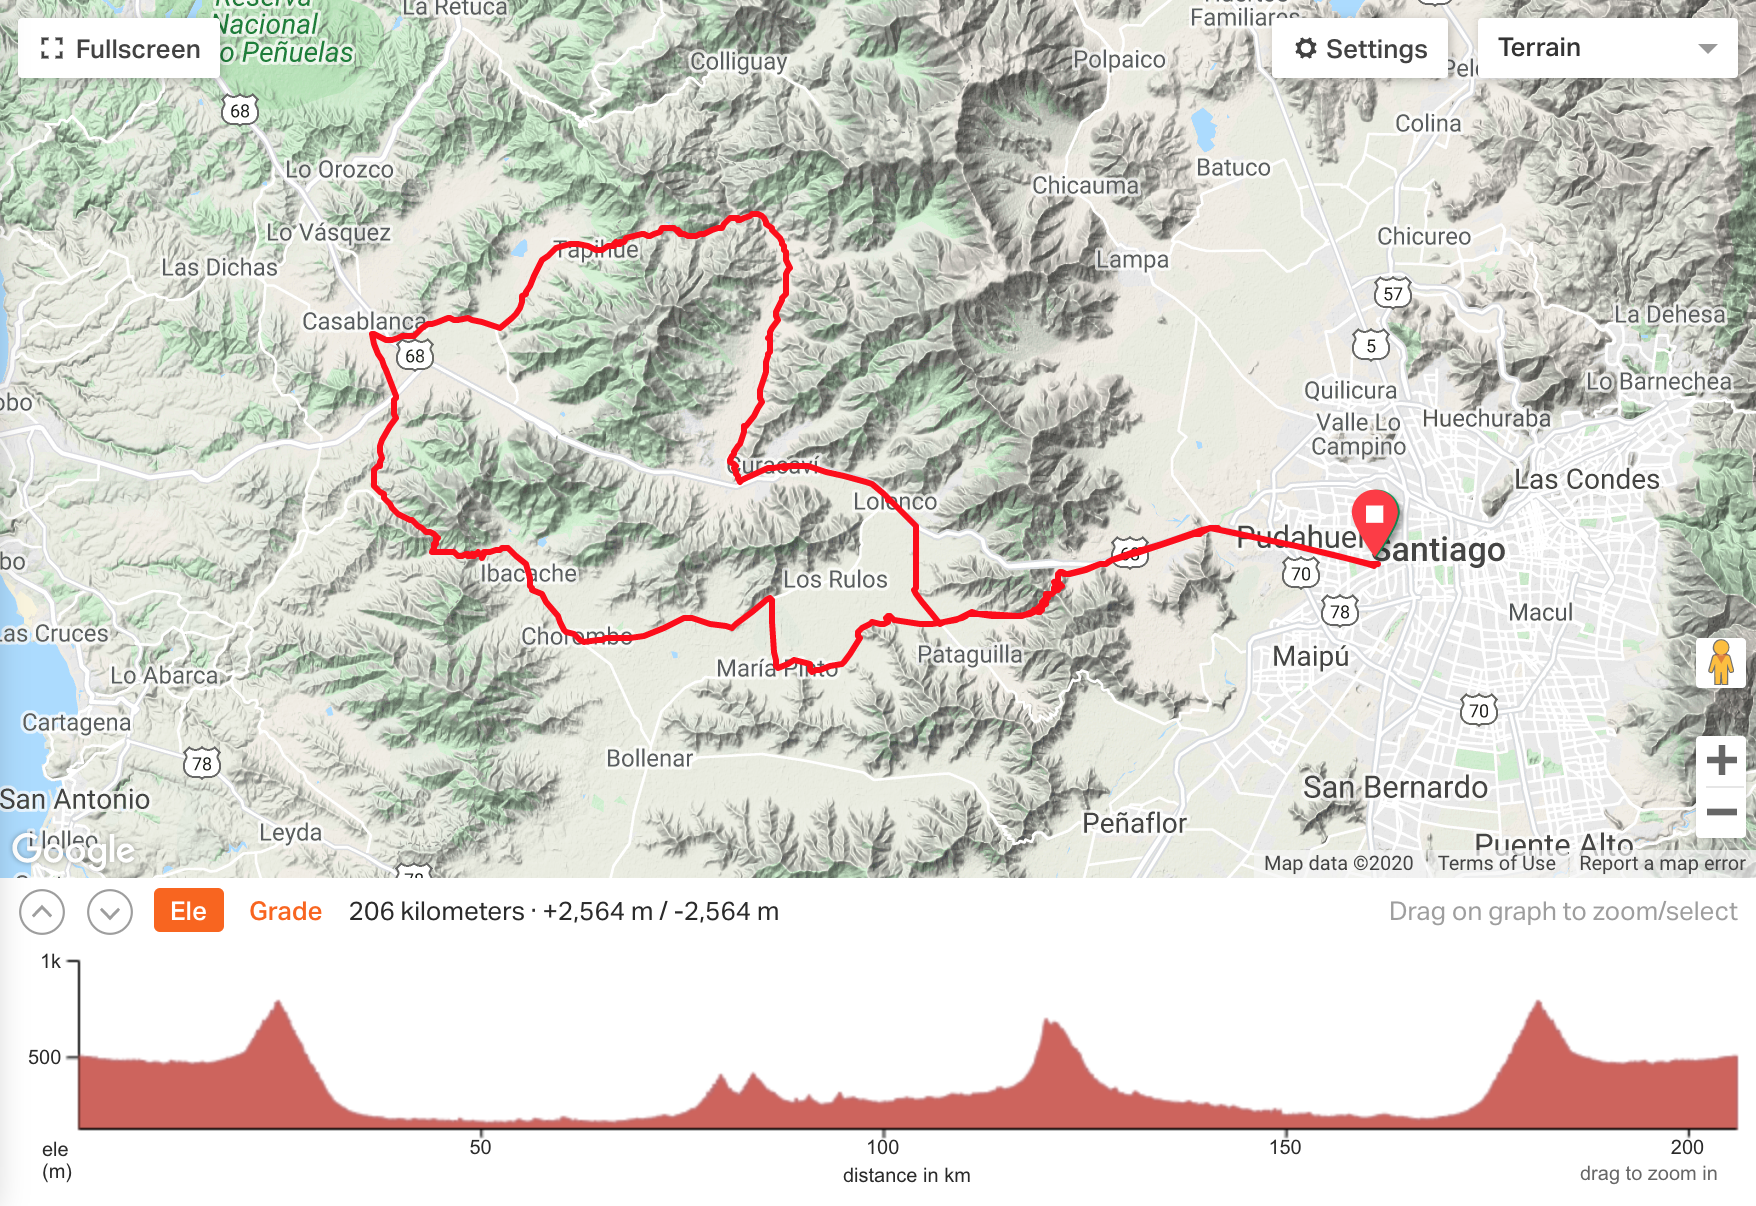 La Retuca
Reserva
Nacional
o Peñuelas
Familiares
Fullscreen
Settings
Terrain
Colliguay
Polpaico
68
Colina
Lo Orozco
Batuco
Chicauma
Lo Vásquez
Tapihue
Chicureo
Las Dichas
Lampa
57
Casablanca
La Dehesa
68
5
Lo Barnechea
Quilicura
obo
Valle Lo
Campino
Huechuraba
Curacaví
Las Condes
Lolenco
Pudahuel
Santiago
68
bo
Ibacache
Los Rulos
70
78
Macul
as Cruces
Chorombo
Pataguilla
Maipú
María Pinto
Lo Abarca
70
Cartagena
Bollenar
78
San Bernardo
San Antonio
Peñaflor
Leyda
Llolleo
Puente Alto
Google
Map data ©2020
Terms of Use
Report a map error
Ele
Grade
206 kilometers · +2,564 m / -2,564 m
Drag on graph to zoom/select
1k
500
ele
(m)
50
100
150
200
distance in km
drag to zoom in